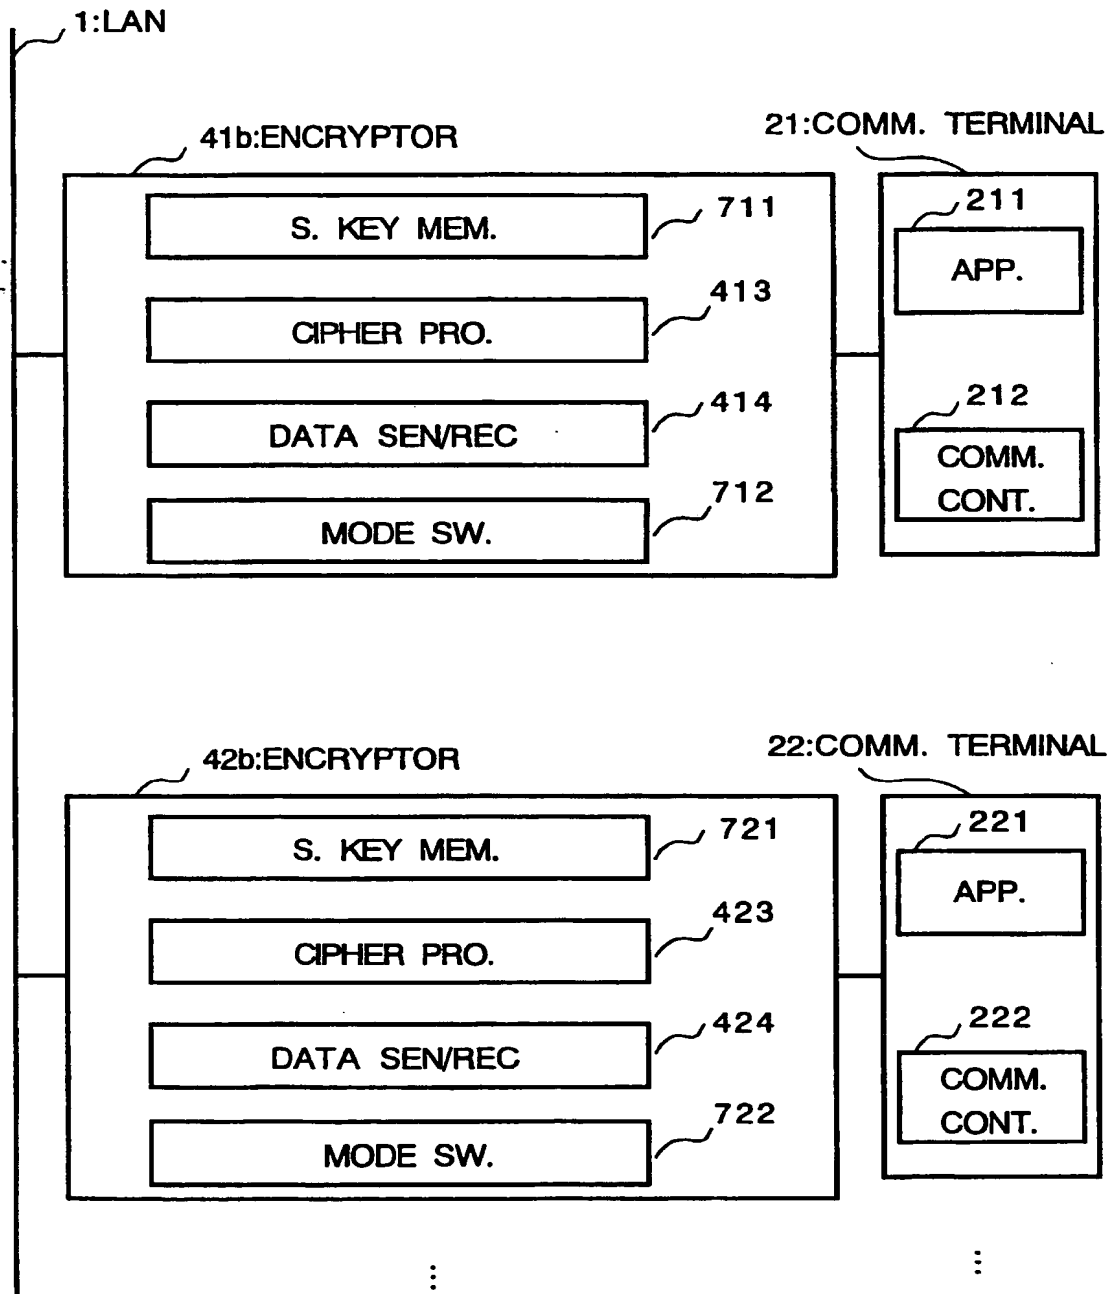 1:LAN
41b:ENCRYPTOR
21:COMM. TERMINAL
S. KEY MEM.
711
211
APP.
CIPHER PRO.
413
DATA SEN/REC
414
212
COMM.
CONT.
MODE SW.
712
42b:ENCRYPTOR
22:COMM. TERMINAL
S. KEY MEM.
721
221
APP.
CIPHER PRO.
423
DATA SEN/REC
424
222
COMM.
CONT.
MODE SW.
722